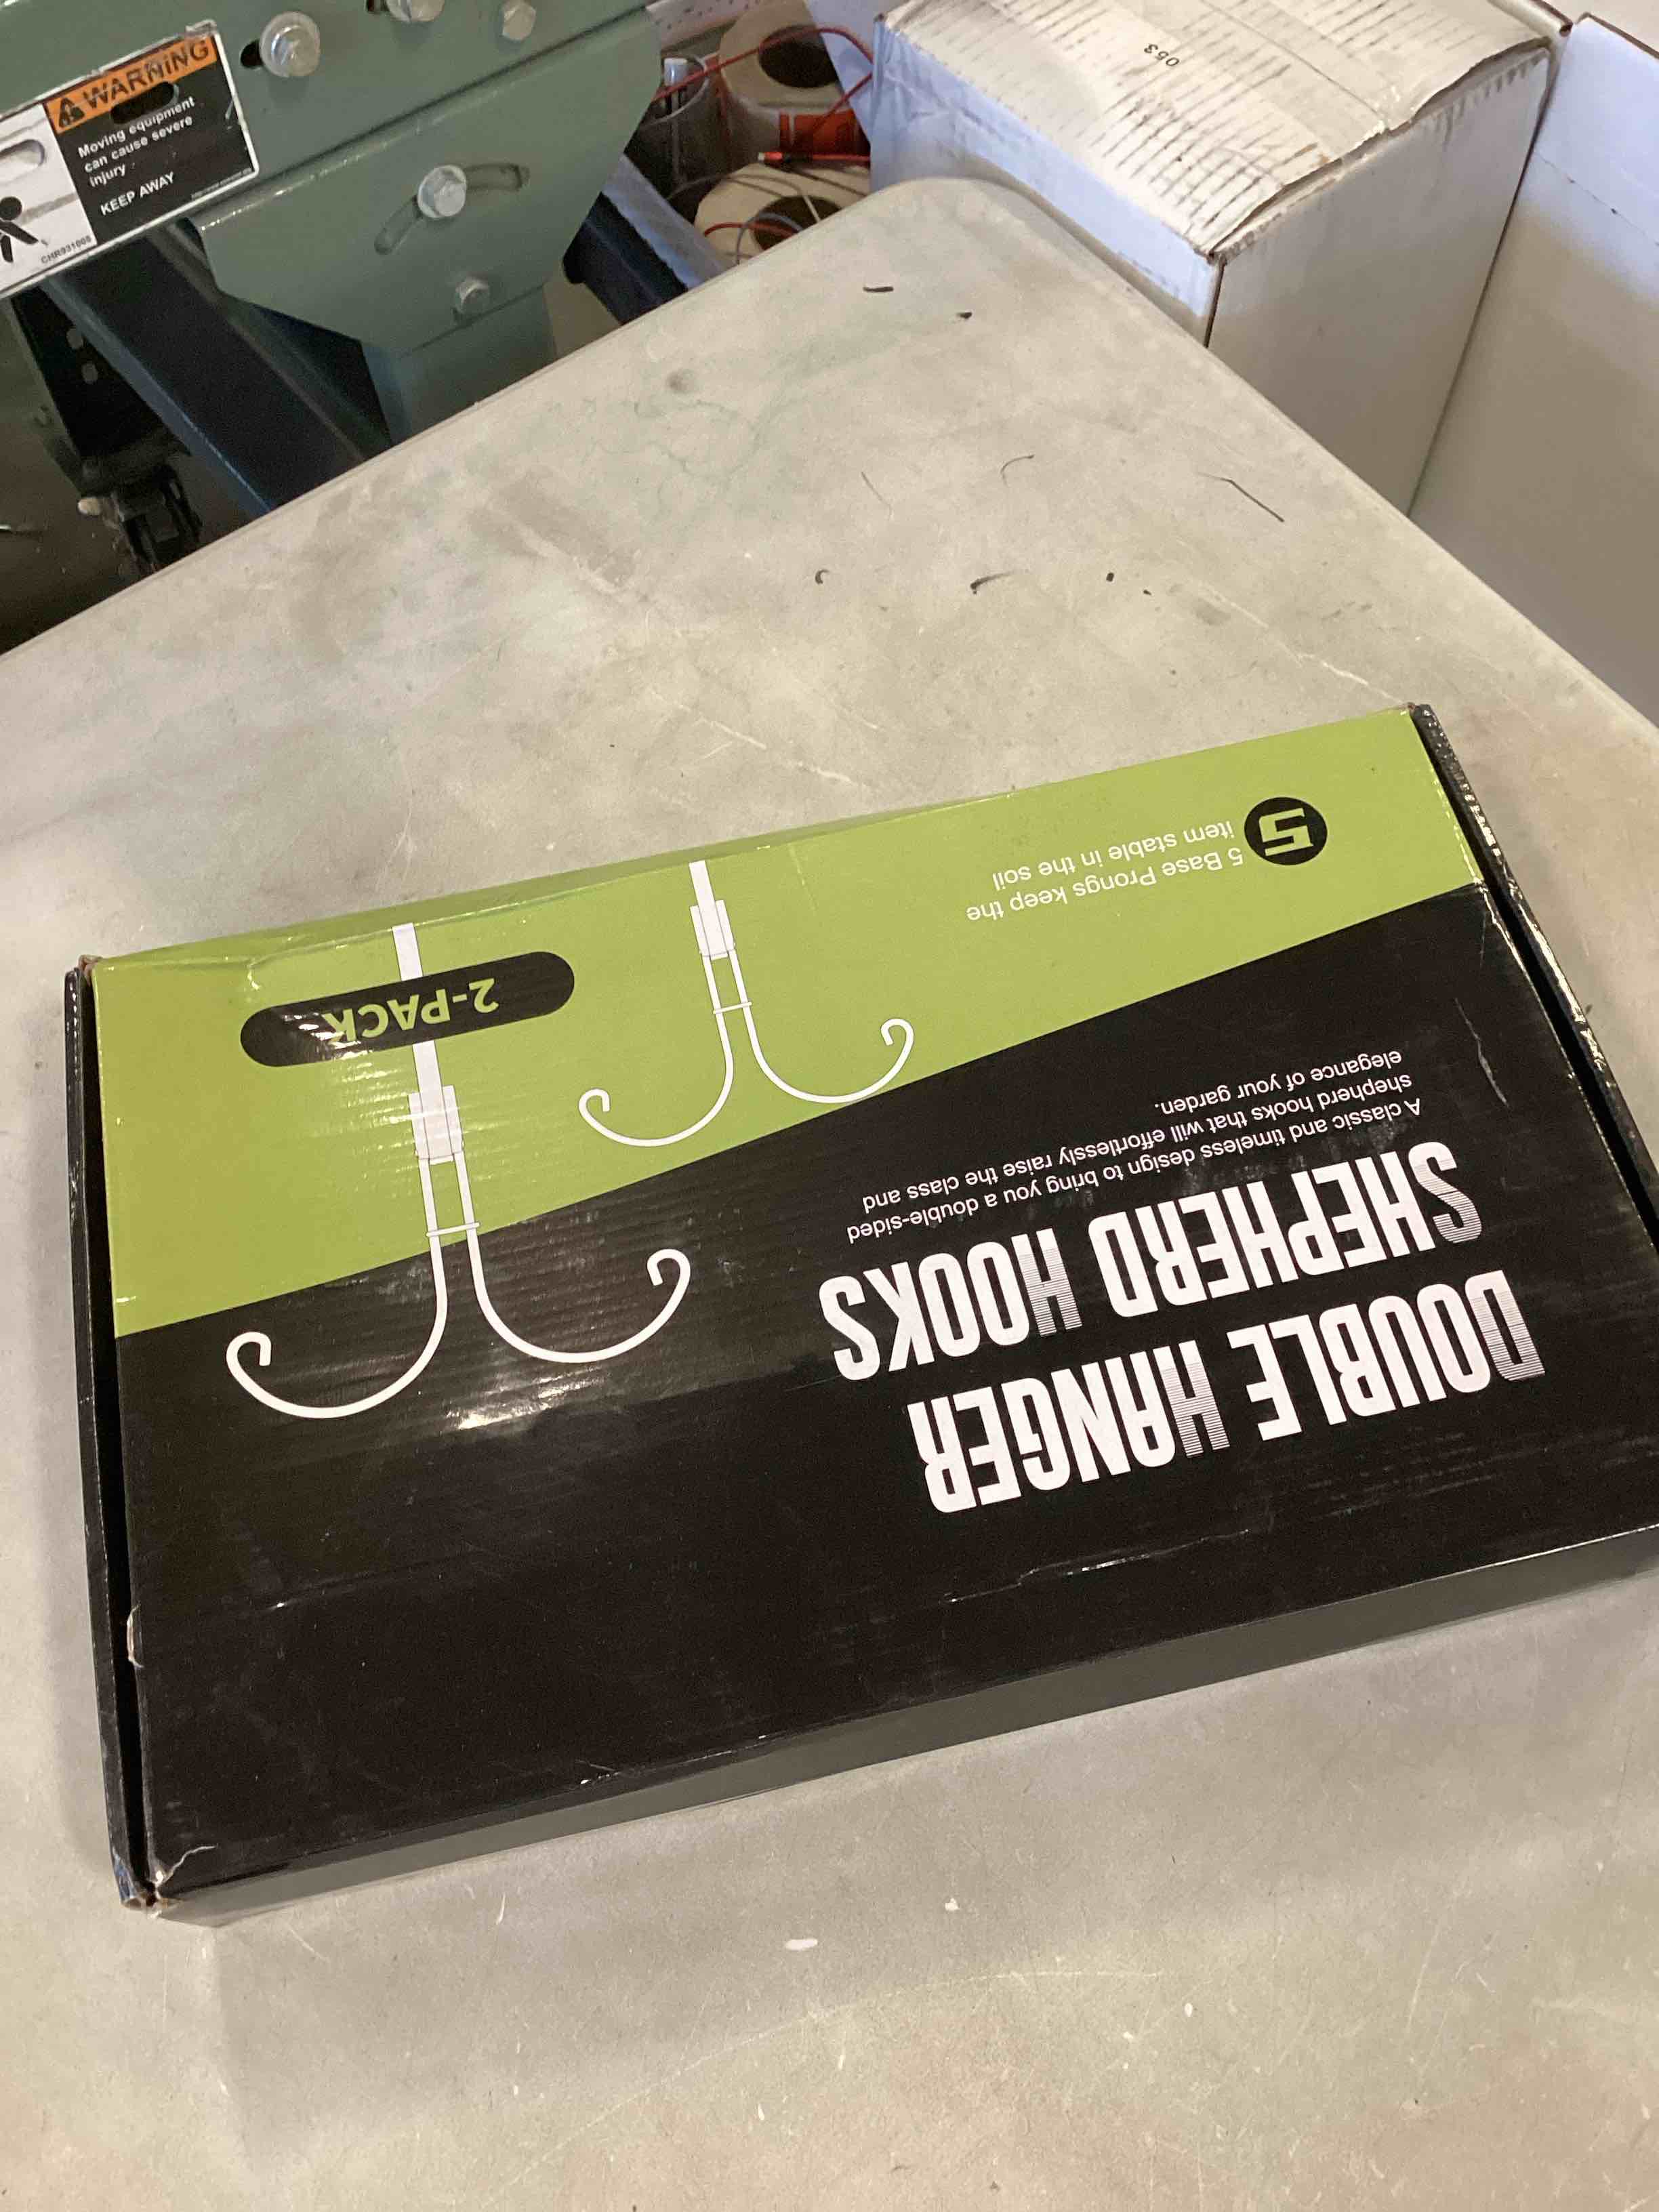 WARNING
Moving equipment
can cause severe
injury
KEEP AWAY
CHR931005
053
DOUBLE HANGER
SHEPHERD HOOKS
A classic and timeless design to bring you a double-sided
shepherd hooks that will effortlessly raise the class and
elegance of your garden.
5
5 Base Prongs keep the
item stable in the soil
2-PACK